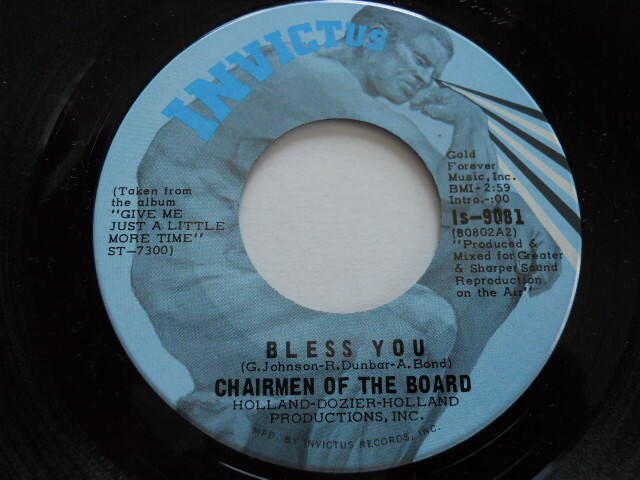 INVICTUS
(Taken from
the album
"GIVE ME
JUST A LITTLE
MORE TIME"
ST-7300)
Gold
Forever
Music, Inc.
BMI-2:59
Intro.-:00
Is-9081
(80802A2)
"Produced &
Mixed for Greater
& Sharper Sound
Reproduction
on the Air"
BLESS YOU
(G. Johnson-R. Dunbar-A. Bond)
CHAIRMEN OF THE BOARD
HOLLAND-DOZIER-HOLLAND
PRODUCTIONS, INC.
MFD. BY INVICTUS RECORDS, INC.